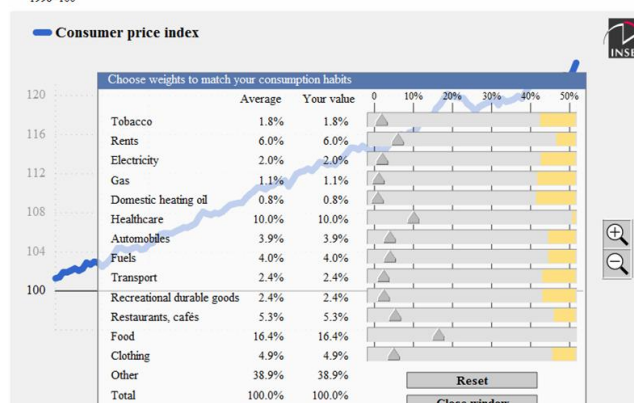 Consumer price index
INSE
Choose weights to match your consumption habits
Average Your value 0 10% 20% 30% 40% 50%
120
Tobacco 1.8% 1.8%
116
Rents 6.0% 6.0%
Electricity 2.0% 2.0%
112
Gas 1.1% 1.1%
Domestic heating oil 0.8% 0.8%
108
Healthcare 10.0% 10.0%
Automobiles 3.9% 3.9%
104
Fuels 4.0% 4.0%
Transport 2.4% 2.4%
100
Recreational durable goods 2.4% 2.4%
Restaurants, cafés 5.3% 5.3%
Food 16.4% 16.4%
Clothing 4.9% 4.9%
Other 38.9% 38.9%
Reset
Total 100.0% 100.0%
Close window